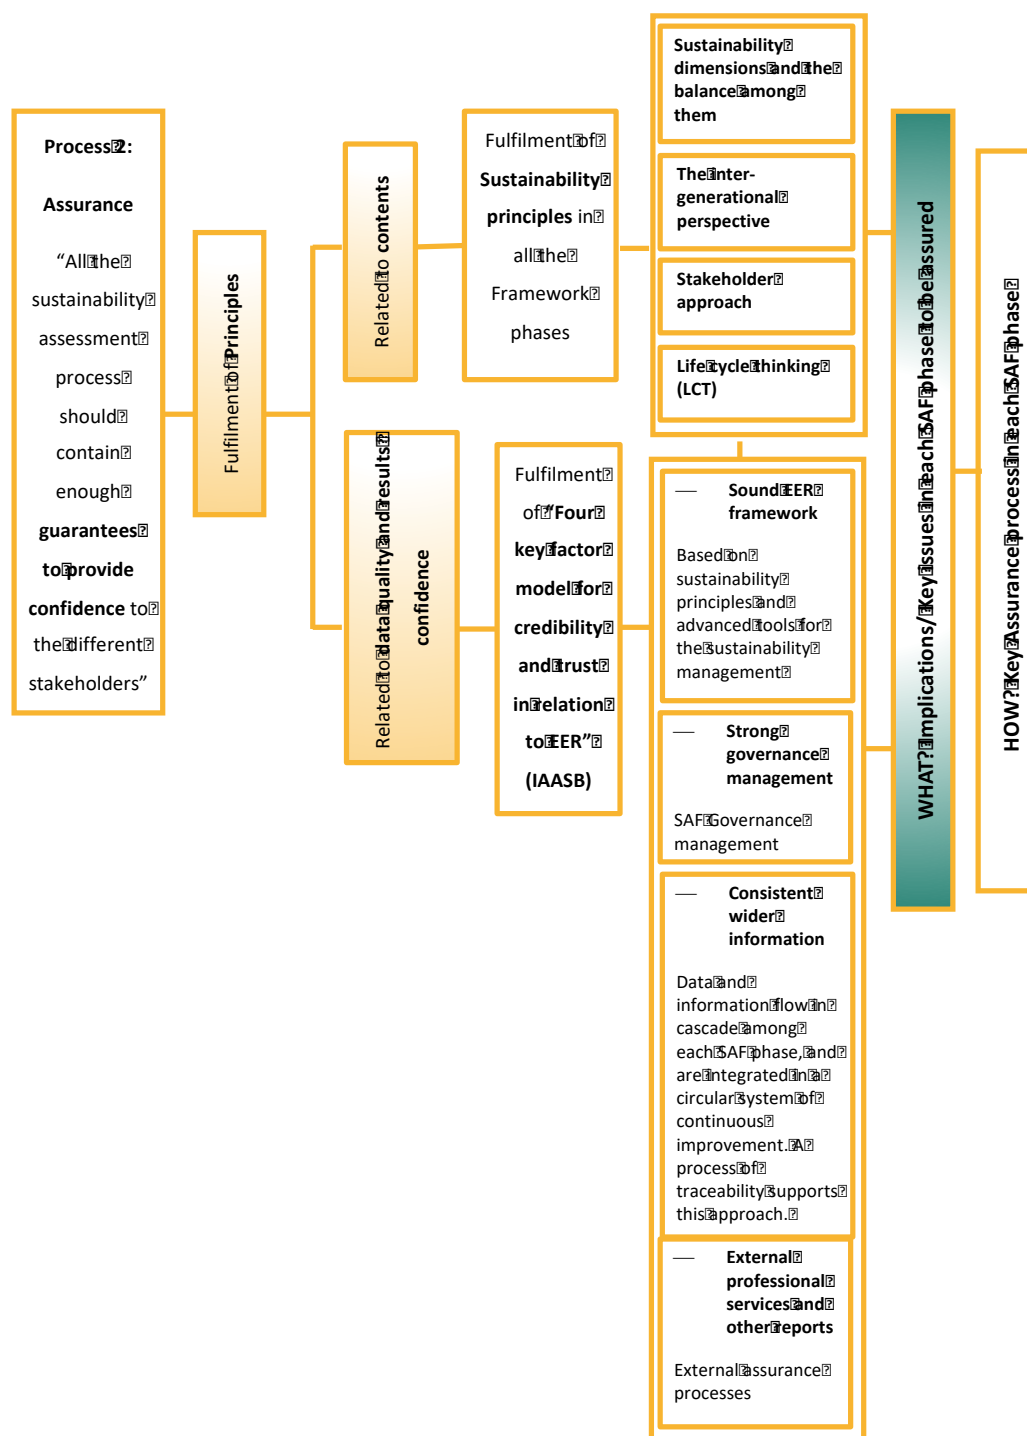 Process 2:
Assurance
“All the
sustainability
assessment
process
should
contain
enough
guarantees
to provide
confidence to
the different
stakeholders”
Fulfilment of Principles
Related to contents
Fulfilment of
Sustainability
principles in
all the
Framework
phases
Sustainability
dimensions and the
balance among
them
The inter-
generational
perspective
Stakeholder
approach
Life cycle thinking
(LCT)
Related to data quality and results
confidence
Fulfilment
of “Four
key factor
model for
credibility
and trust
in relation
to EER”
(IAASB)
— Sound EER
framework
Based on
sustainability
principles and
advanced tools for
the sustainability
management
— Strong
governance
management
SAF Governance
management
— Consistent
wider
information
Data and
information flow in
cascade among
each SAF phase, and
are integrated in a
circular system of
continuous
improvement. A
process of
traceability supports
this approach.
— External
professional
services and
other reports
External assurance
processes
WHAT? Implications/ Key issues in each SAF phase to be assured
HOW? Key Assurance process in each SAF phase